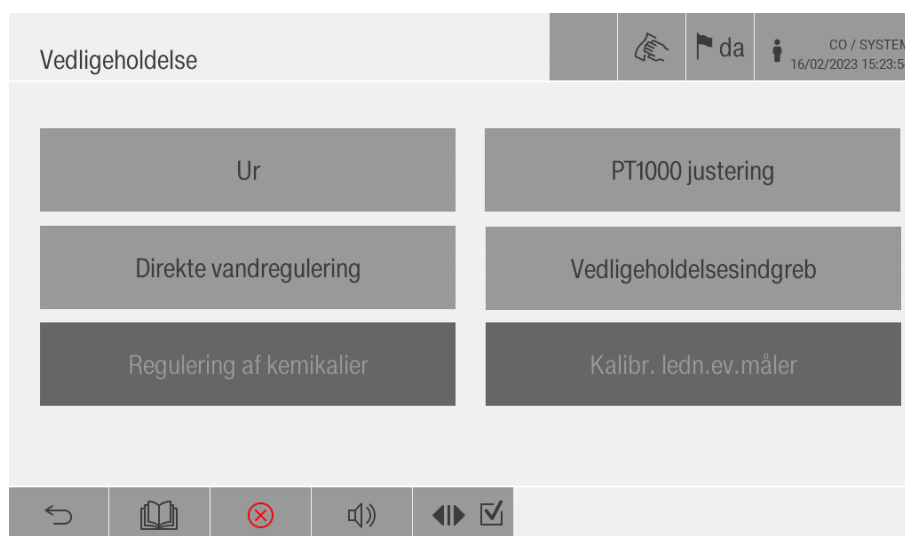 Vedligeholdelse
da
CO / SYSTEM
16/02/2023 15:23:5
Ur
PT1000 justering
Direkte vandregulering
Vedligeholdelsesindgreb
Regulering af kemikalier
Kalibr. ledn.ev.måler